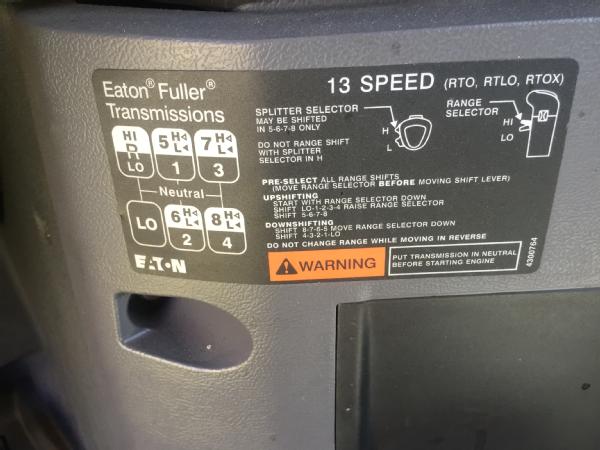 Eaton® Fuller®
Transmissions
13 SPEED (RTO, RTLO, RTOX)
HI
R
LO
5 H
L
1
7 H
L
3
Neutral
LO
6 H
L
2
8 H
L
4
EATON
SPLITTER SELECTOR
MAY BE SHIFTED
IN 5-6-7-8 ONLY
H
L
RANGE
SELECTOR
HI
LO
DO NOT RANGE SHIFT
WITH SPLITTER
SELECTOR IN H
PRE-SELECT ALL RANGE SHIFTS
(MOVE RANGE SELECTOR BEFORE MOVING SHIFT LEVER)
UPSHIFTING
START WITH RANGE SELECTOR DOWN
SHIFT LO-1-2-3-4 RAISE RANGE SELECTOR
SHIFT 5-6-7-8
DOWNSHIFTING
SHIFT 8-7-6-5 MOVE RANGE SELECTOR DOWN
SHIFT 4-3-2-1-LO
DO NOT CHANGE RANGE WHILE MOVING IN REVERSE
WARNING
PUT TRANSMISSION IN NEUTRAL
BEFORE STARTING ENGINE
4300764